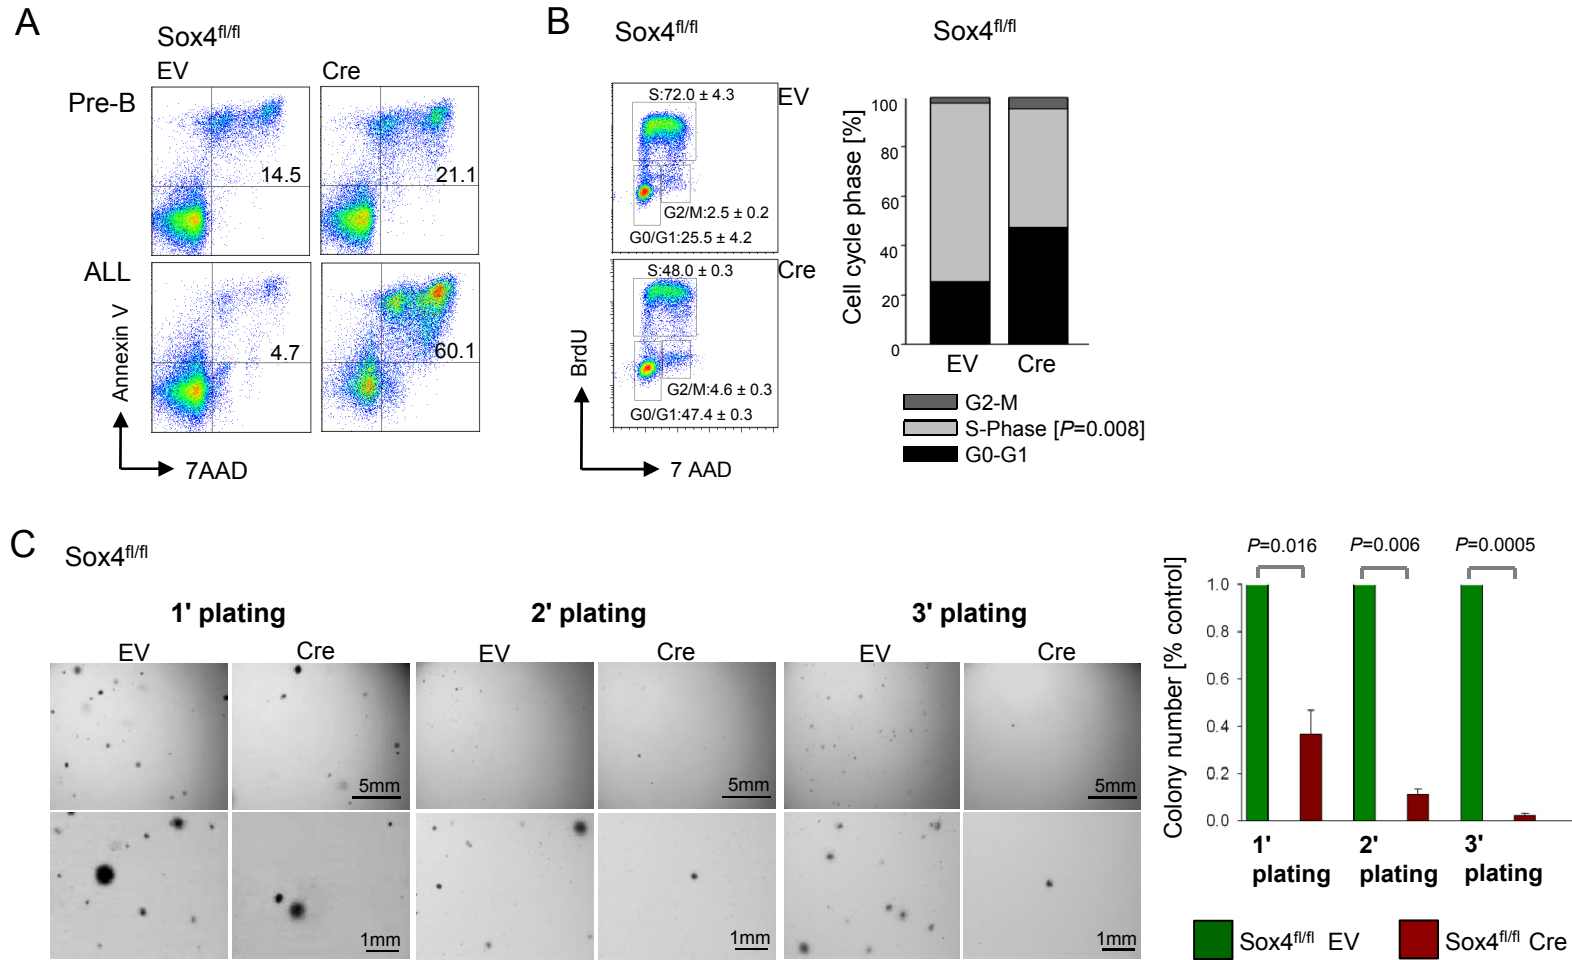 A
Sox4fl/fl
EV
Cre
Pre-B
14.5
21.1
ALL
4.7
60.1
Annexin V
7AAD
B
Sox4fl/fl
S:72.0 ± 4.3
EV
G2/M:2.5 ± 0.2
G0/G1:25.5 ± 4.2
S:48.0 ± 0.3
Cre
G2/M:4.6 ± 0.3
G0/G1:47.4 ± 0.3
BrdU
7 AAD
Sox4fl/fl
Cell cycle phase [%]
100
80
60
40
20
0
EV
Cre
G2-M
S-Phase [P=0.008]
G0-G1
C
Sox4fl/fl
1' plating
2' plating
3' plating
EV
Cre
EV
Cre
EV
Cre
5mm
5mm
5mm
1mm
1mm
1mm
P=0.016
P=0.006
P=0.0005
Colony number [% control]
1.0
0.8
0.6
0.4
0.2
0.0
1' plating
2' plating
3' plating
Sox4fl/fl EV
Sox4fl/fl Cre